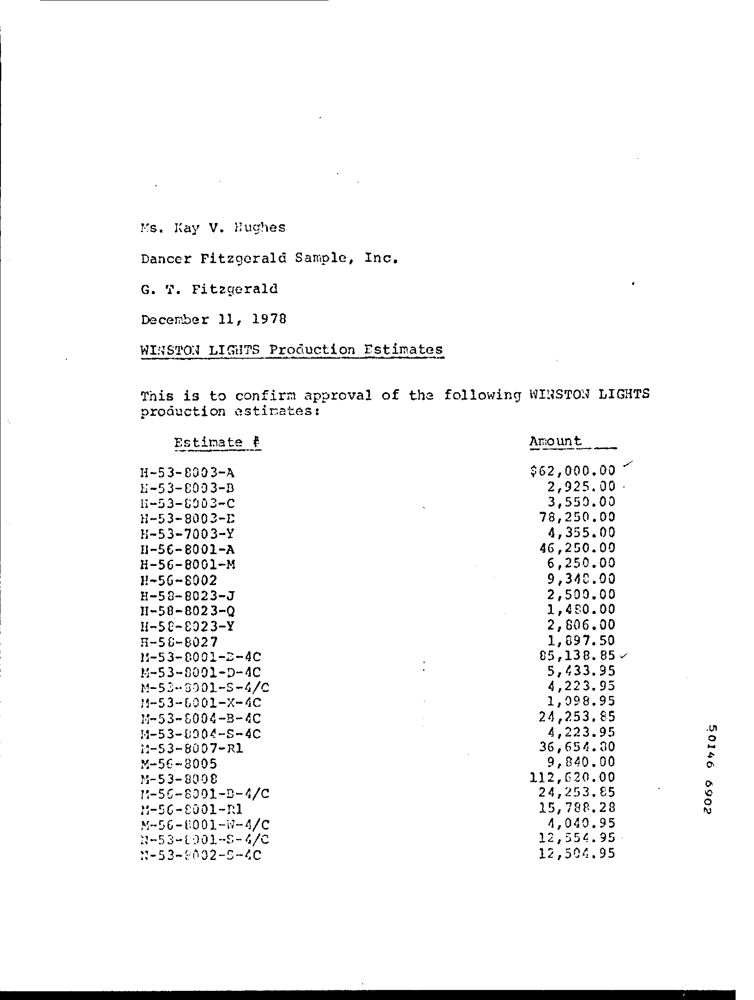 Ms. Kay V. Hughes
Dancer Fitzgerald Sample, Inc.
G. T. Fitzgerald
December 11, 1978
WINSTON LIGHTS Production Estimates
This is to confirm approval of the following WINSTON LIGHTS
production estimates:
Estimate # Amount
H-53-8003-A $62,000.00
H-53-8003-B 2,925.00
H-53-8003-C 3,550.00
H-53-8003-E 78,250.00
H-53-7003-Y 4,355.00
H-56-8001-A 46,250.00
H-56-8001-M 6,250.00
H-56-8002 9,340.00
H-58-8023-J 2,500.00
H-58-8023-Q 1,480.00
H-58-8023-Y 2,806.00
H-58-8027 1,897.50
M-53-8001-B-4C 85,138.85
M-53-8001-D-4C 5,433.95
M-53-8001-S-4/C 4,223.95
M-53-8001-X-4C 1,098.95
M-53-8004-B-4C 24,253.85
M-53-8004-S-4C 4,223.95
M-53-8007-R1 36,654.30
M-56-8005 9,840.00
M-53-8008 112,620.00
M-56-8001-B-4/C 24,253.85
M-56-8001-R1 15,788.28
M-56-8001-W-4/C 4,040.95
N-53-8001-S-4/C 12,554.95
N-53-8002-S-4C 12,504.95
50146 6902